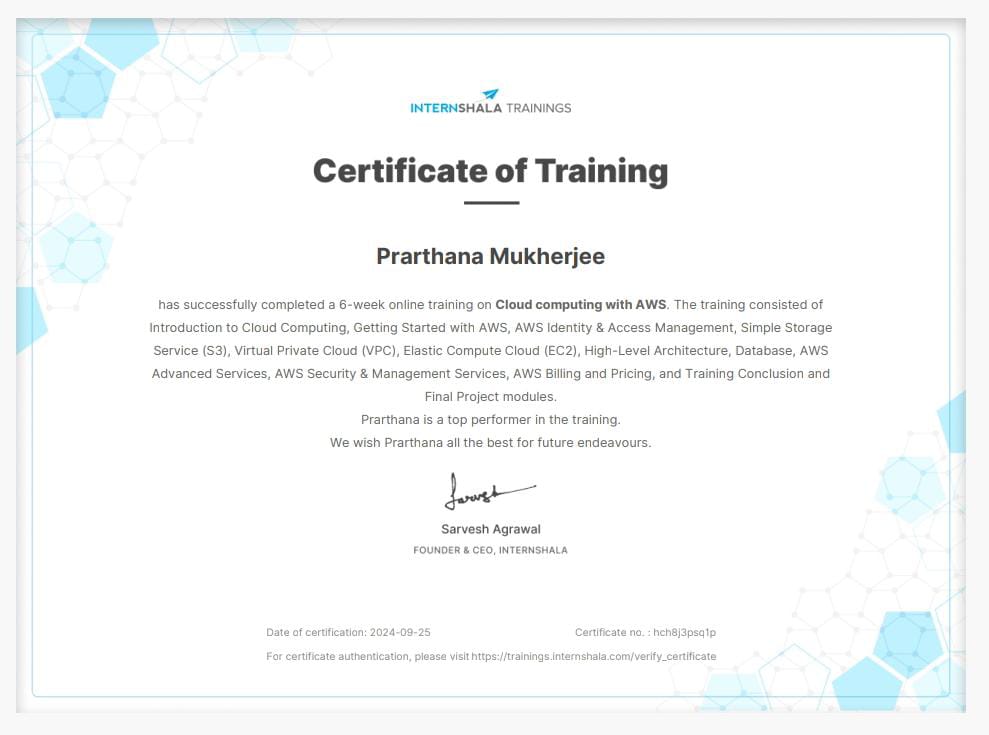 INTERNSHALA TRAININGS
Certificate of Training
Prarthana Mukherjee
has successfully completed a 6-week online training on Cloud computing with AWS. The training consisted of
Introduction to Cloud Computing, Getting Started with AWS, AWS Identity & Access Management, Simple Storage
Service (S3), Virtual Private Cloud (VPC), Elastic Compute Cloud (EC2), High-Level Architecture, Database, AWS
Advanced Services, AWS Security & Management Services, AWS Billing and Pricing, and Training Conclusion and
Final Project modules.
Prarthana is a top performer in the training.
We wish Prarthana all the best for future endeavours.
Sarvesh
Sarvesh Agrawal
FOUNDER & CEO, INTERNSHALA
Date of certification: 2024-09-25 Certificate no. : hch8j3psq1p
For certificate authentication, please visit https://trainings.internshala.com/verify_certificate